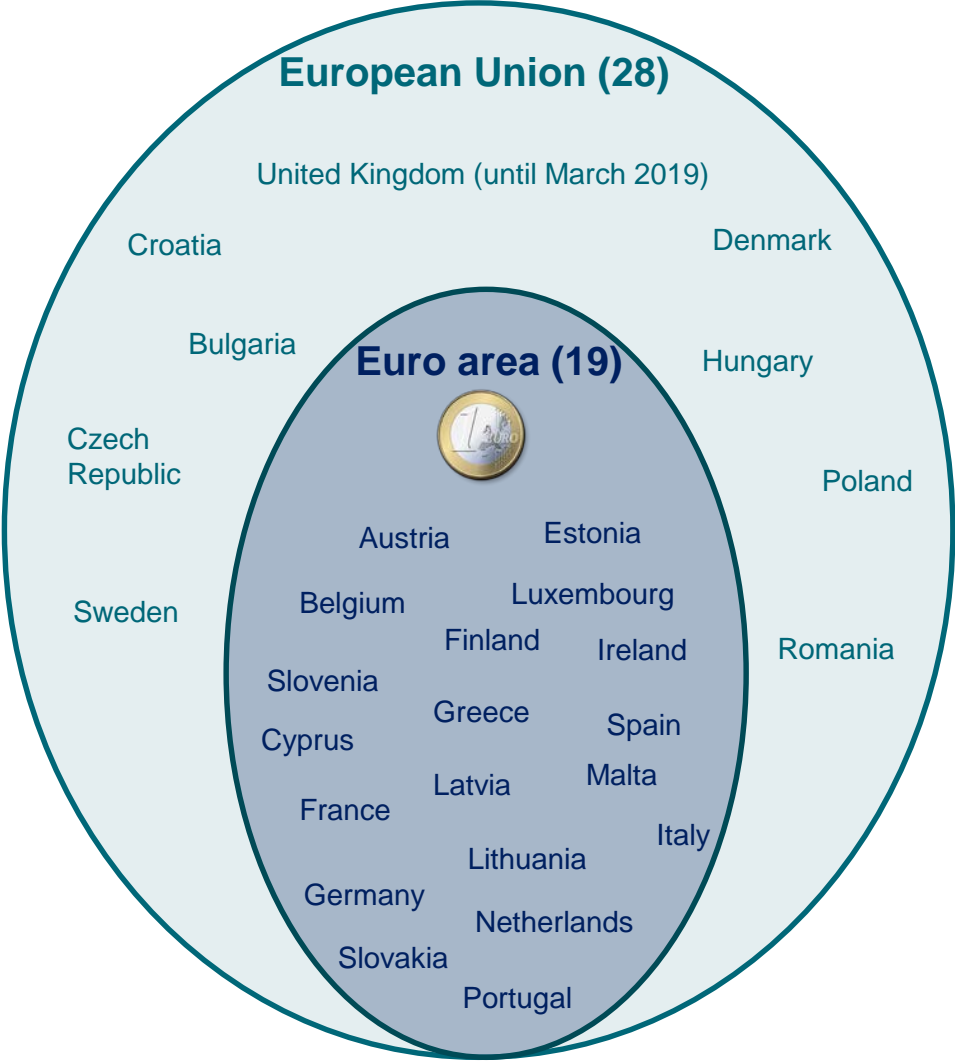 European Union (28)
United Kingdom (until March 2019)
Croatia
Denmark
Bulgaria
Hungary
Euro area (19)
1 EURO
Czech
Republic
Poland
Austria
Estonia
Belgium
Luxembourg
Sweden
Finland
Ireland
Romania
Slovenia
Greece
Spain
Cyprus
Latvia
Malta
France
Italy
Lithuania
Germany
Netherlands
Slovakia
Portugal